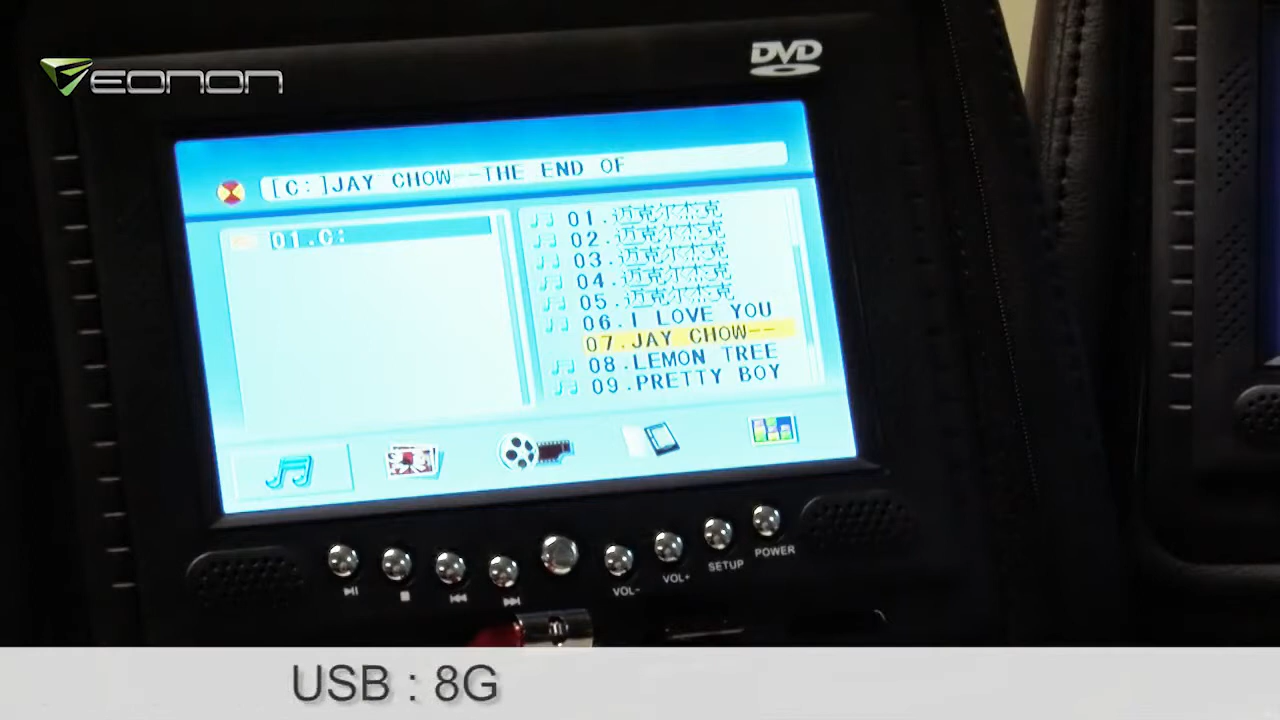 EONON
DVD
[C:]JAY CHOW--THE END OF
01.C:
01.迈克尔杰克
02.迈克尔杰克
03.迈克尔杰克
04.迈克尔杰克
05.迈克尔杰克
06.I LOVE YOU
07.JAY CHOW--
08.LEMON TREE
09.PRETTY BOY
VOL-
VOL+
SETUP
POWER
USB : 8G